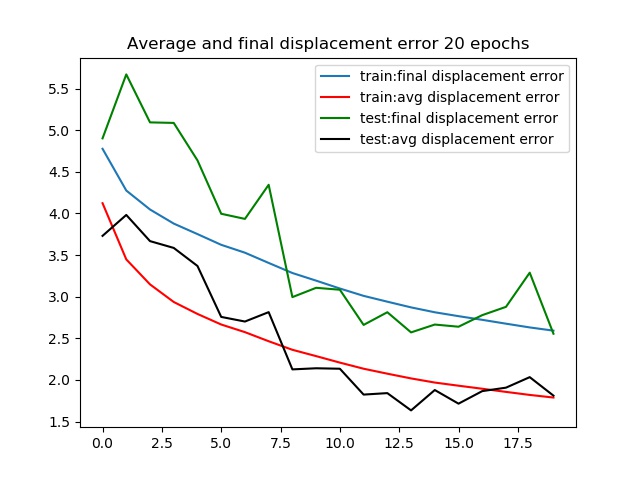 Average and final displacement error 20 epochs
train:final displacement error
train:avg displacement error
test:final displacement error
test:avg displacement error
5.5
5.0
4.5
4.0
3.5
3.0
2.5
2.0
1.5
0.0 2.5 5.0 7.5 10.0 12.5 15.0 17.5